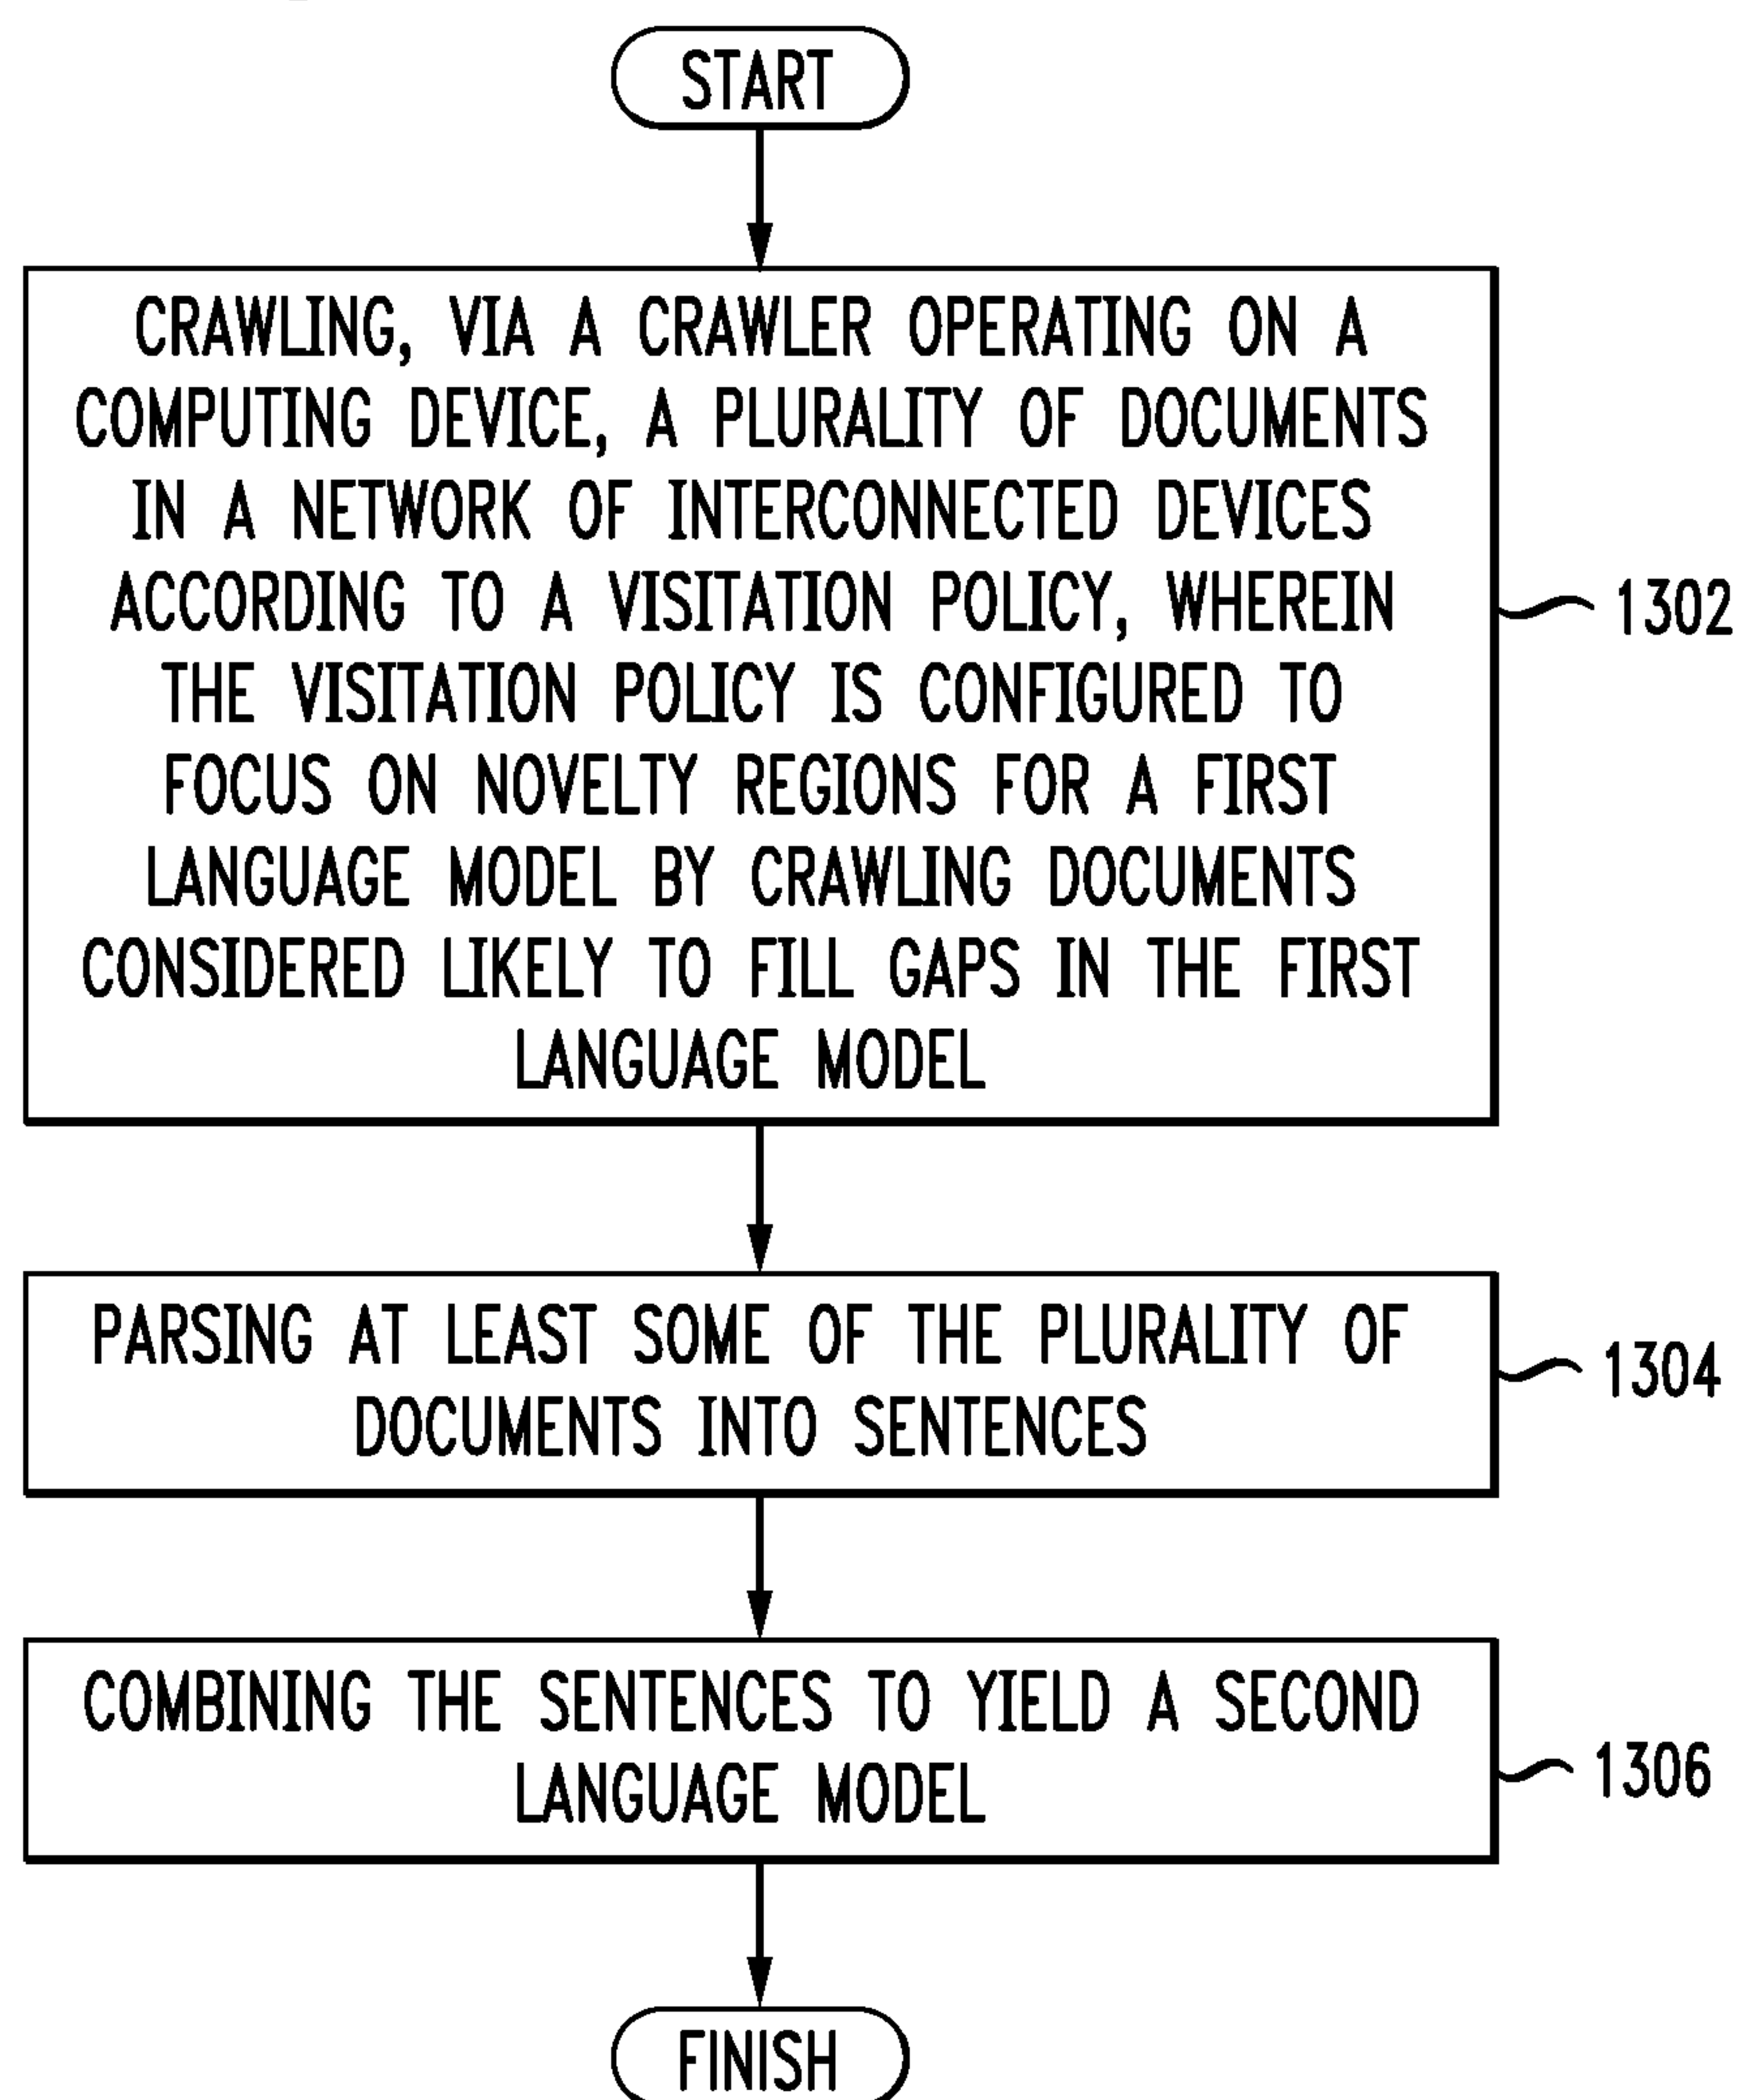 START
CRAWLING, VIA A CRAWLER OPERATING ON A
COMPUTING DEVICE, A PLURALITY OF DOCUMENTS
IN A NETWORK OF INTERCONNECTED DEVICES
ACCORDING TO A VISITATION POLICY, WHEREIN
THE VISITATION POLICY IS CONFIGURED TO
FOCUS ON NOVELTY REGIONS FOR A FIRST
LANGUAGE MODEL BY CRAWLING DOCUMENTS
CONSIDERED LIKELY TO FILL GAPS IN THE FIRST
LANGUAGE MODEL
1302
PARSING AT LEAST SOME OF THE PLURALITY OF
DOCUMENTS INTO SENTENCES
1304
COMBINING THE SENTENCES TO YIELD A SECOND
LANGUAGE MODEL
1306
FINISH